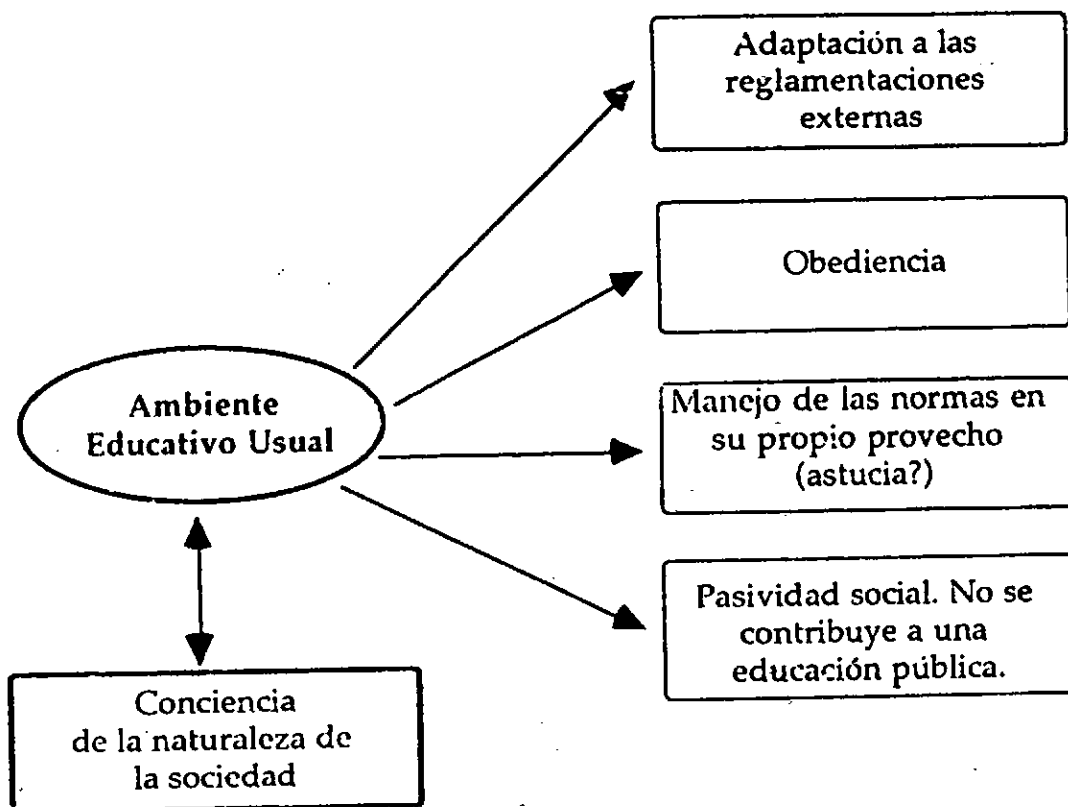 Adaptación a las
reglamentaciones
externas
Obediencia
Ambiente
Educativo Usual
Manejo de las normas en
su propio provecho
(astucia?)
Pasividad social. No se
contribuye a una
educación pública.
Conciencia
de la naturaleza de
la sociedad